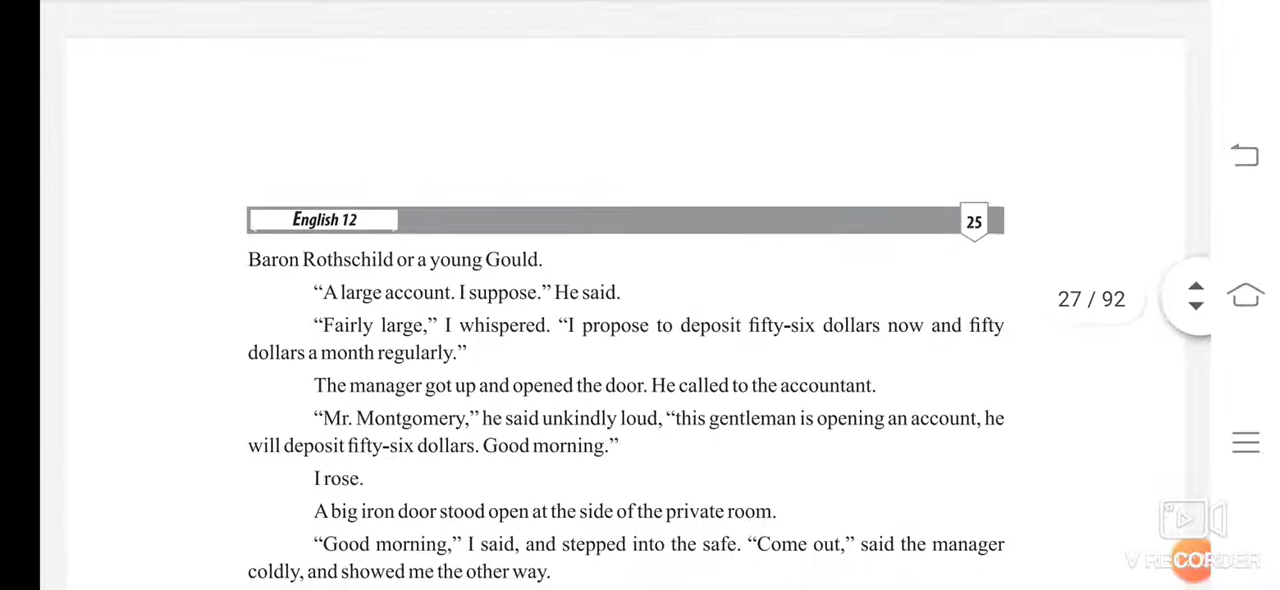 English 12
25
Baron Rothschild or a young Gould.
“A large account. I suppose.” He said.
“Fairly large,” I whispered. “I propose to deposit fifty-six dollars now and fifty
dollars a month regularly.”
The manager got up and opened the door. He called to the accountant.
“Mr. Montgomery,” he said unkindly loud, “this gentleman is opening an account, he
will deposit fifty-six dollars. Good morning.”
I rose.
A big iron door stood open at the side of the private room.
“Good morning,” I said, and stepped into the safe. “Come out,” said the manager
coldly, and showed me the other way.
27 / 92
V RECORDER